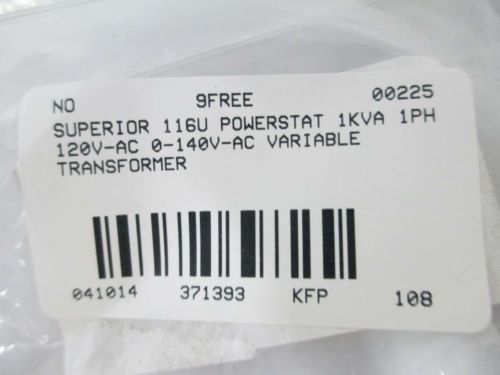 NO 9FREE 00225
SUPERIOR 116U POWERSTAT 1KVA 1PH
120V-AC 0-140V-AC VARIABLE
TRANSFORMER
041014 371393 KFP 108